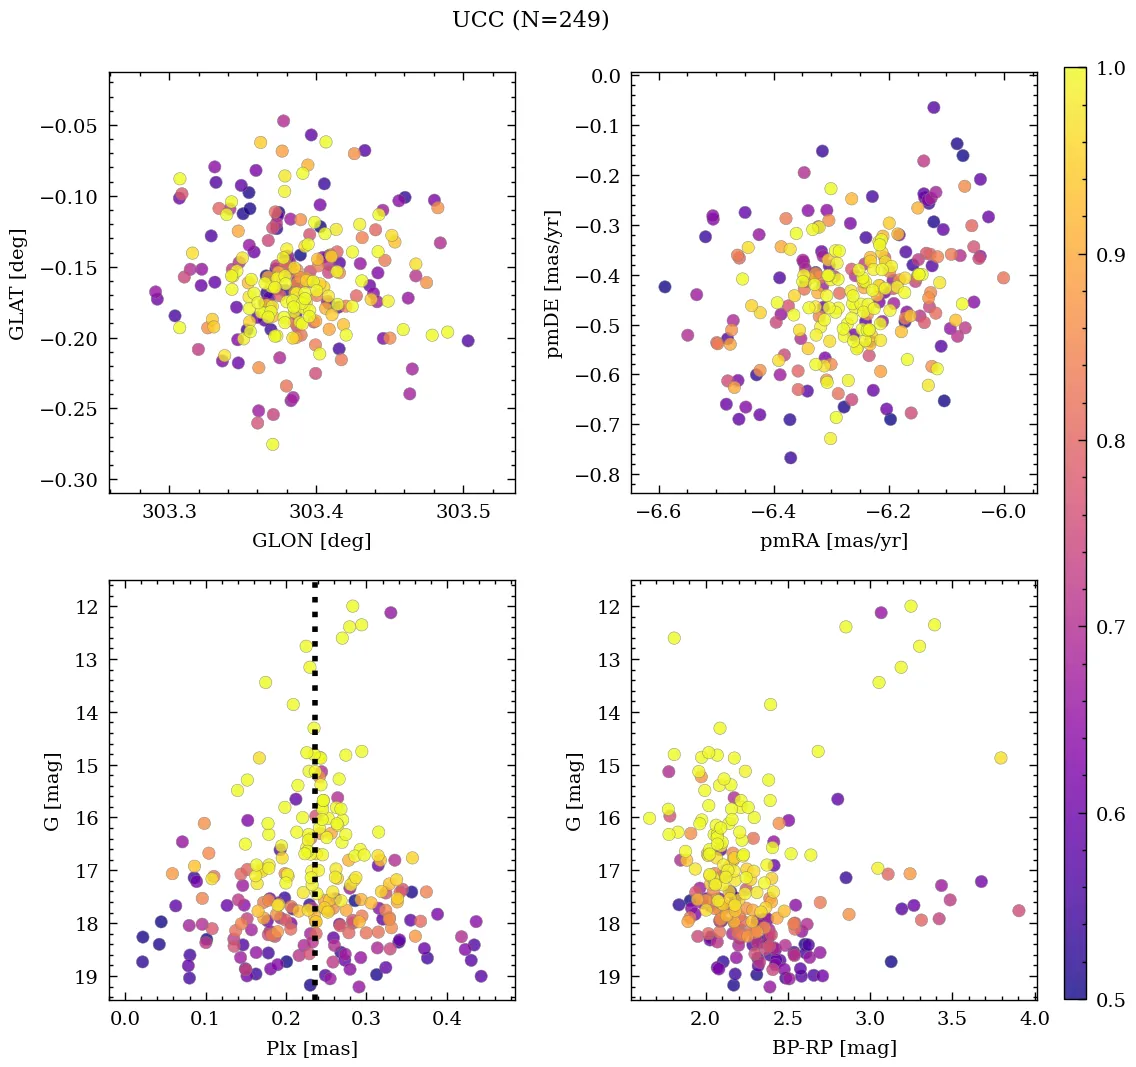 UCC (N=249)
−0.05
−0.10
−0.15
−0.20
−0.25
−0.30
GLAT [deg]
303.3 303.4 303.5
GLON [deg]
0.0
−0.1
−0.2
−0.3
−0.4
−0.5
−0.6
−0.7
−0.8
pmDE [mas/yr]
−6.6 −6.4 −6.2 −6.0
pmRA [mas/yr]
12
13
14
15
16
17
18
19
G [mag]
0.0 0.1 0.2 0.3 0.4
Plx [mas]
12
13
14
15
16
17
18
19
G [mag]
2.0 2.5 3.0 3.5 4.0
BP-RP [mag]
1.0
0.9
0.8
0.7
0.6
0.5